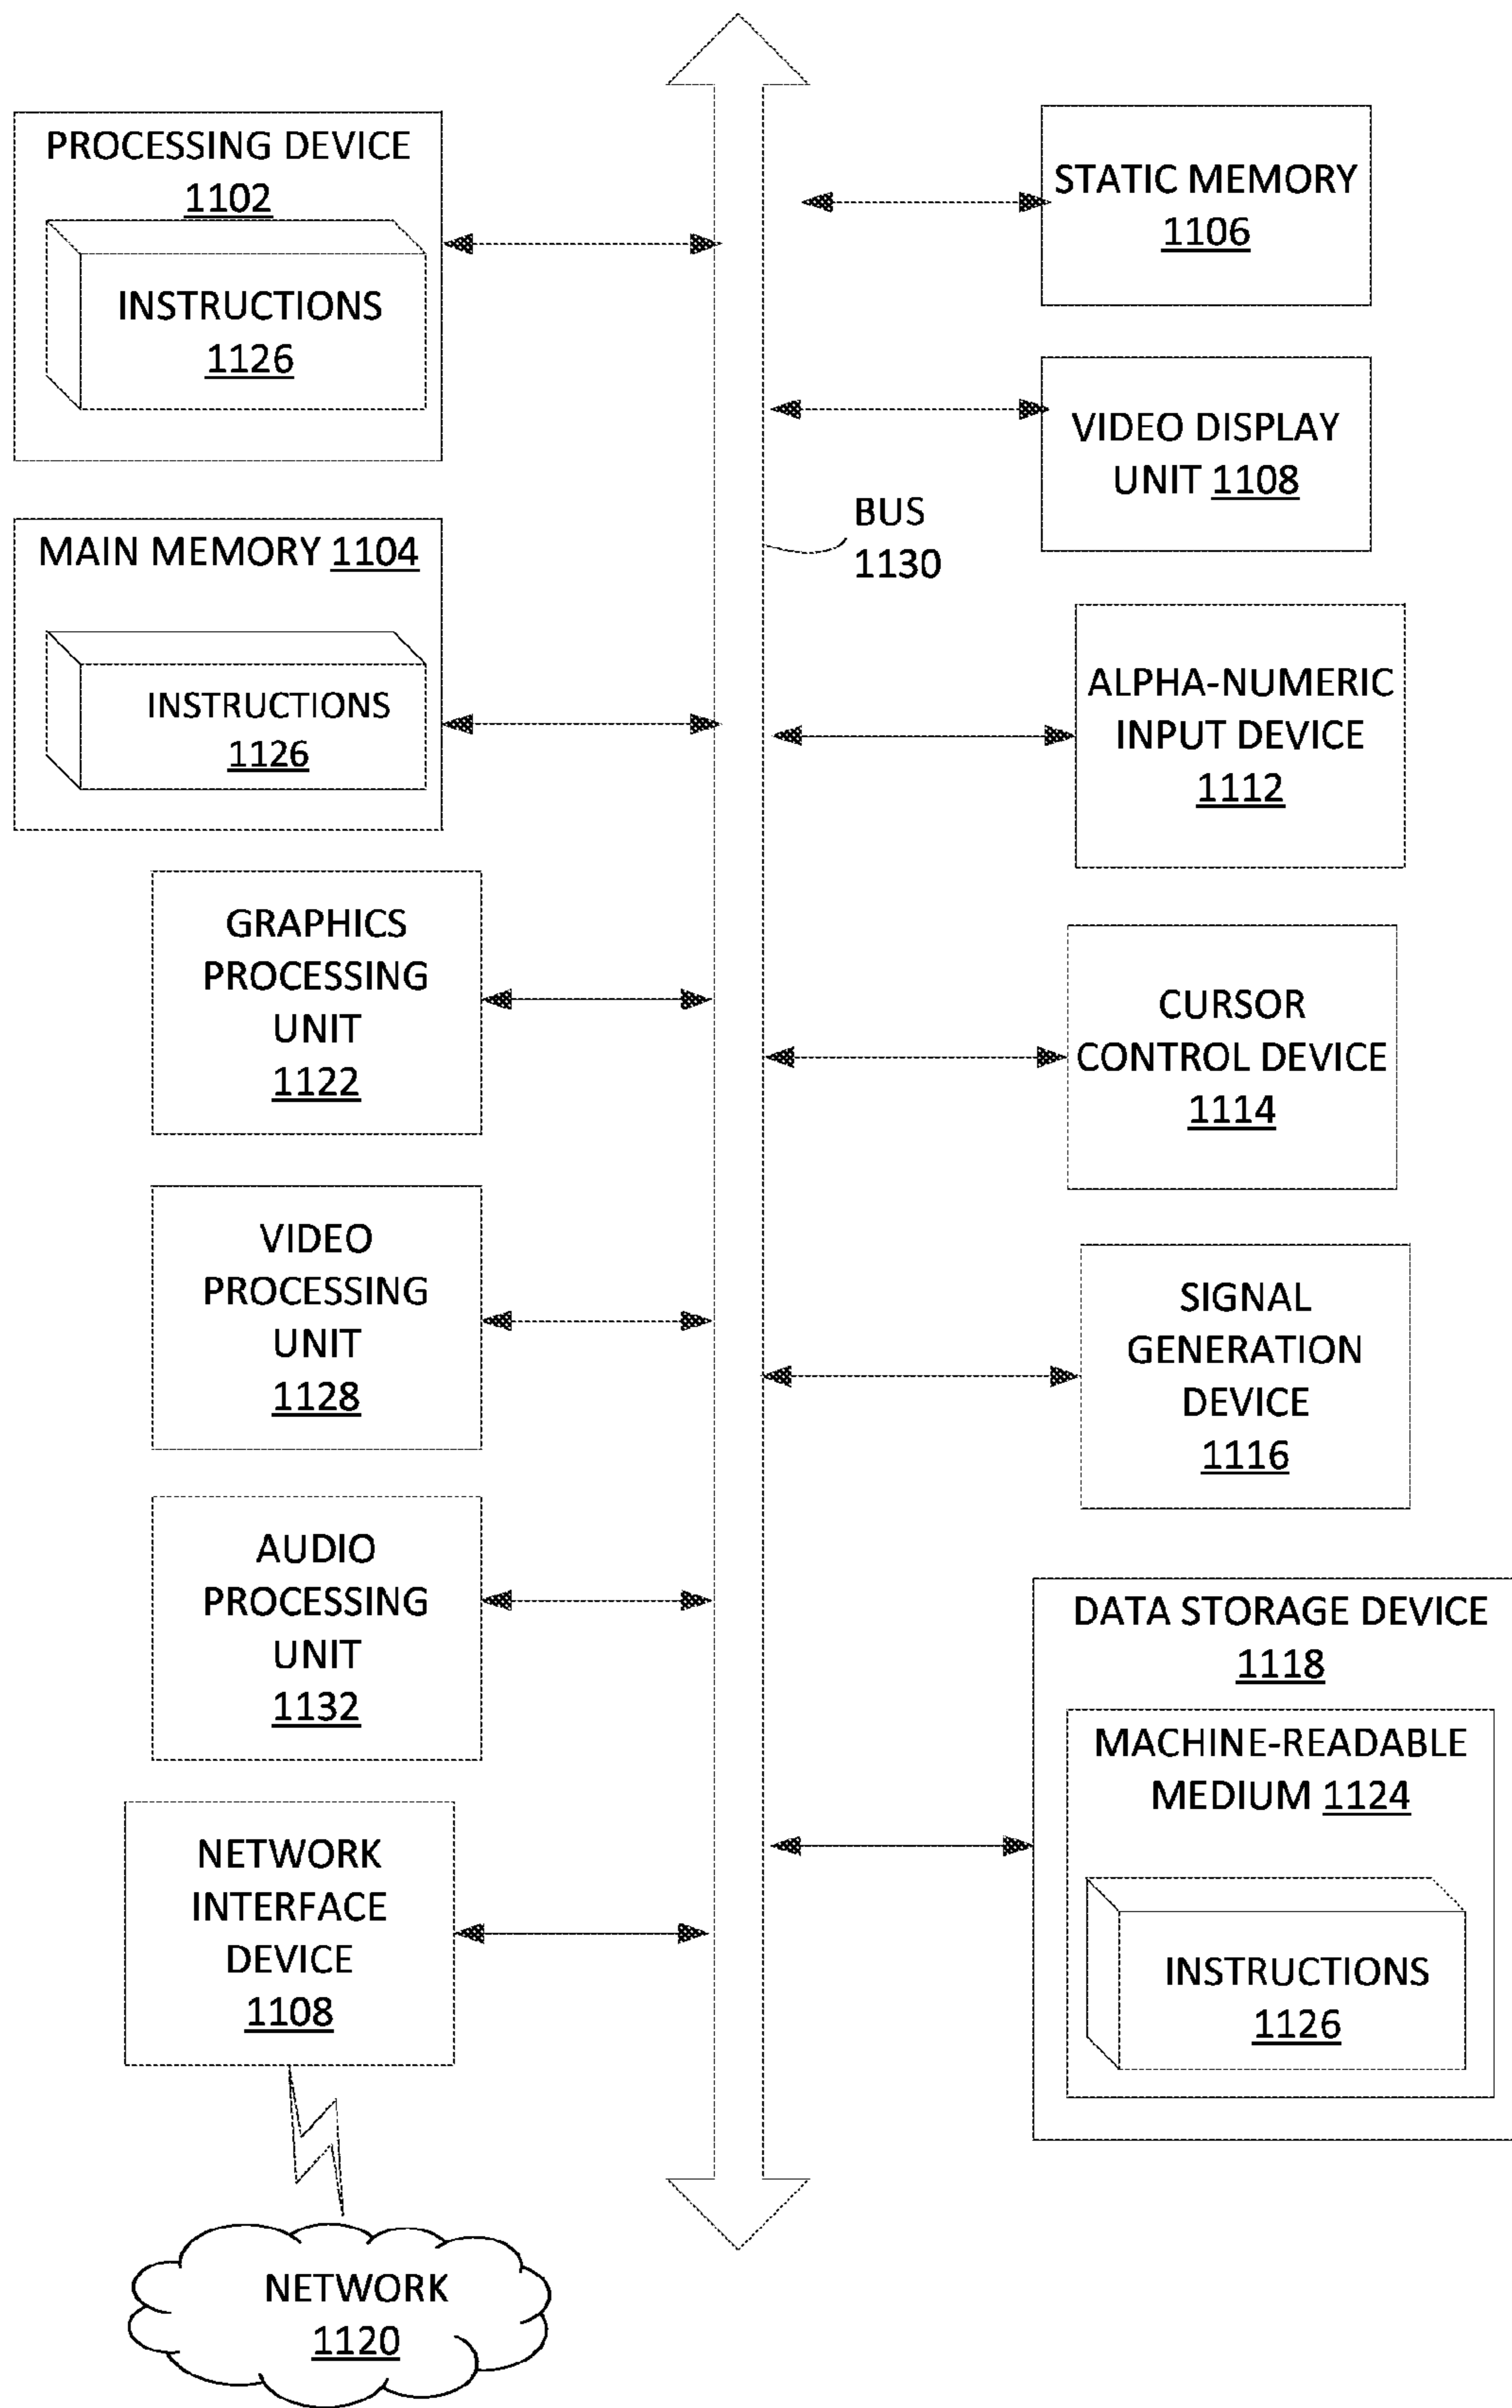 PROCESSING DEVICE
1102
INSTRUCTIONS
1126
MAIN MEMORY 1104
INSTRUCTIONS
1126
GRAPHICS
PROCESSING
UNIT
1122
VIDEO
PROCESSING
UNIT
1128
AUDIO
PROCESSING
UNIT
1132
NETWORK
INTERFACE
DEVICE
1108
NETWORK
1120
BUS
1130
STATIC MEMORY
1106
VIDEO DISPLAY
UNIT 1108
ALPHA-NUMERIC
INPUT DEVICE
1112
CURSOR
CONTROL DEVICE
1114
SIGNAL
GENERATION
DEVICE
1116
DATA STORAGE DEVICE
1118
MACHINE-READABLE
MEDIUM 1124
INSTRUCTIONS
1126